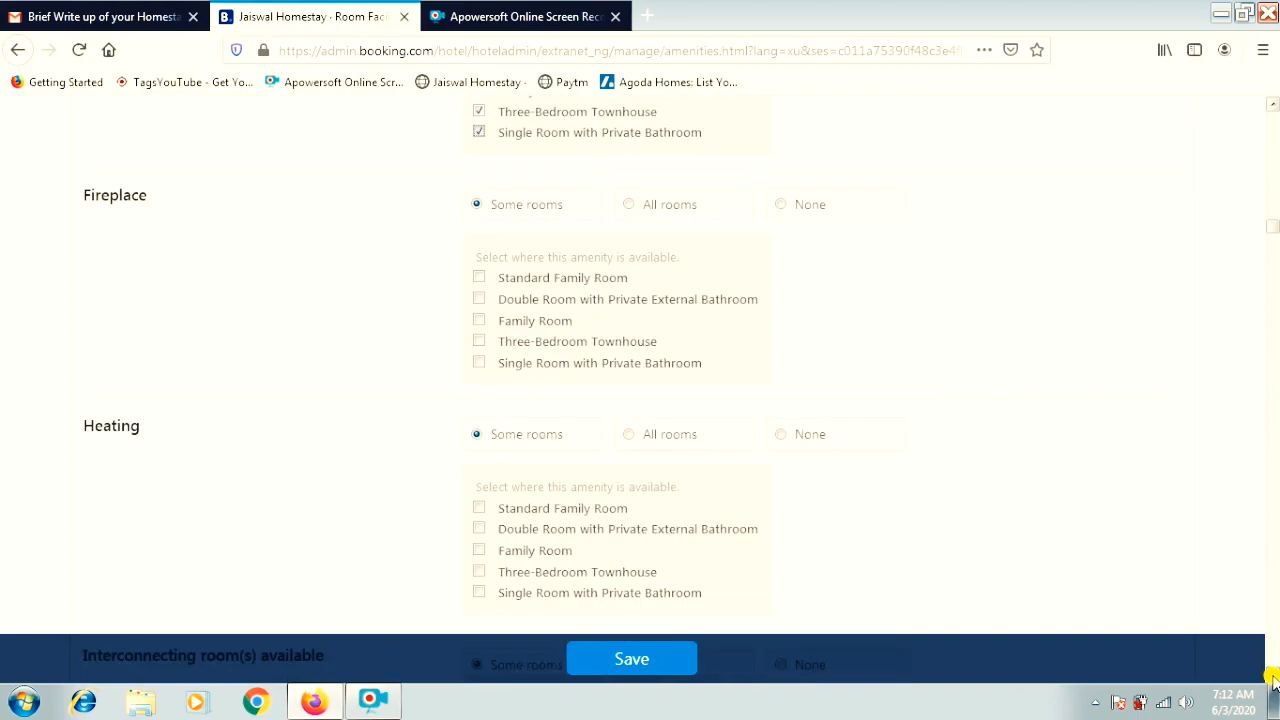 Brief Write up of your Homesta
Jaiswal Homestay · Room Faci
Apowersoft Online Screen Rec
https://admin.booking.com/hotel/hoteladmin/extranet_ng/manage/amenities.html?lang=xu&ses=c011a75390f48c3e4f
Getting Started
TagsYouTube - Get Yo...
Apowersoft Online Scr...
Jaiswal Homestay ·
Paytm
Agoda Homes: List Yo...
Three-Bedroom Townhouse
Single Room with Private Bathroom
Fireplace
Some rooms
All rooms
None
Select where this amenity is available.
Standard Family Room
Double Room with Private External Bathroom
Family Room
Three-Bedroom Townhouse
Single Room with Private Bathroom
Heating
Some rooms
All rooms
None
Select where this amenity is available.
Standard Family Room
Double Room with Private External Bathroom
Family Room
Three-Bedroom Townhouse
Single Room with Private Bathroom
Interconnecting room(s) available
Some rooms
None
Save
7:12 AM
6/3/2020